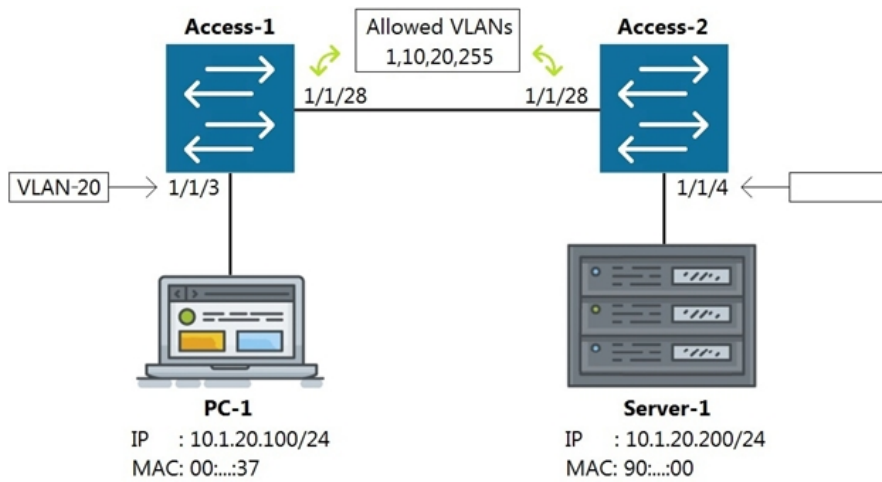 Access-1
Allowed VLANs
1,10,20,255
Access-2
1/1/28
1/1/28
VLAN-20
1/1/3
1/1/4
PC-1
IP : 10.1.20.100/24
MAC: 00:...:37
Server-1
IP : 10.1.20.200/24
MAC: 90:...:00